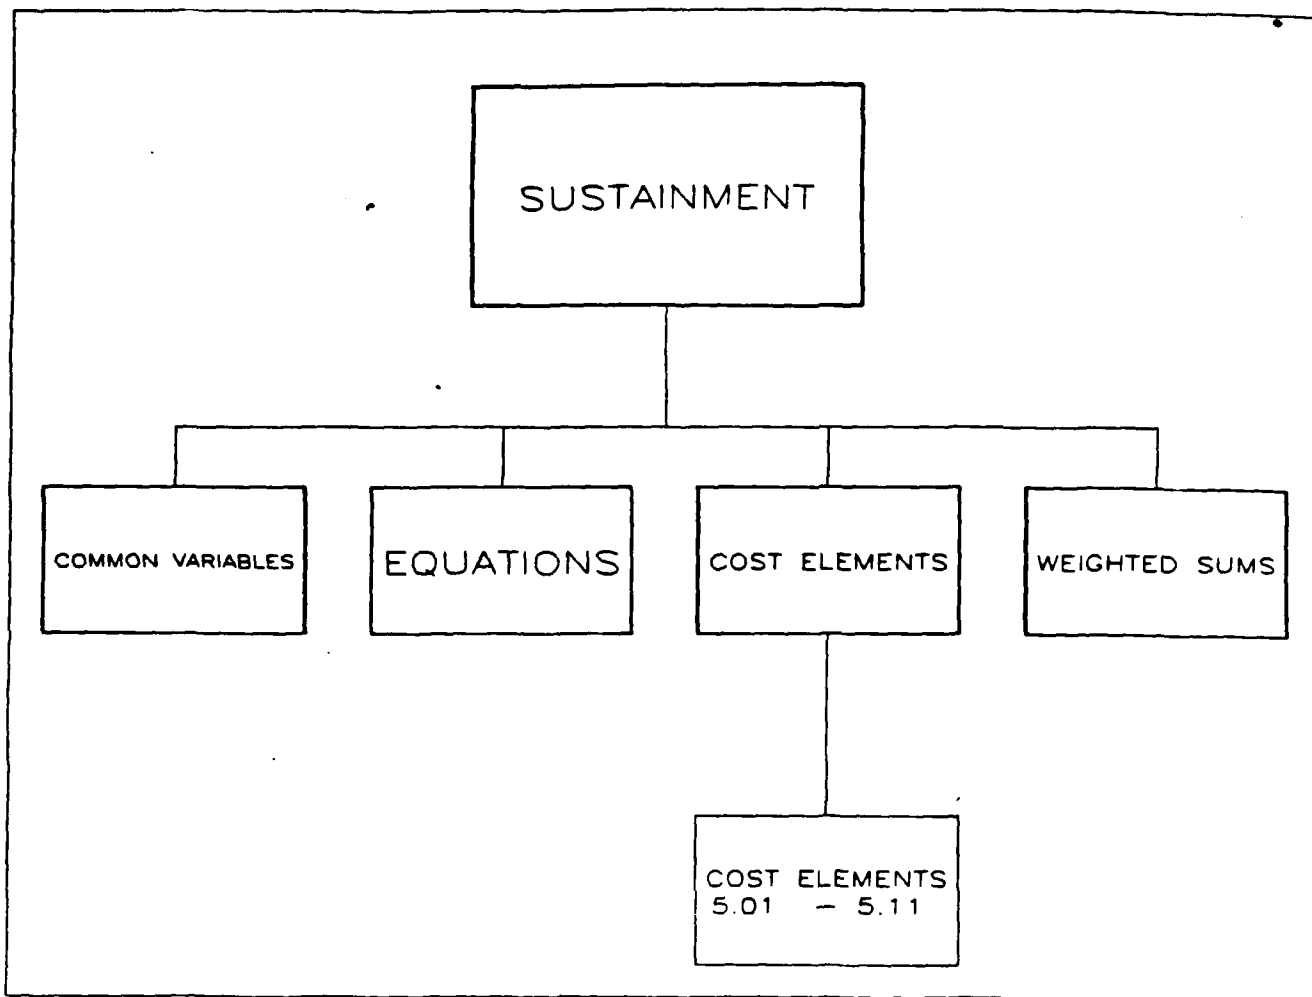 SUSTAINMENT
COMMON VARIABLES
EQUATIONS
COST ELEMENTS
WEIGHTED SUMS
COST ELEMENTS
5.01 – 5.11